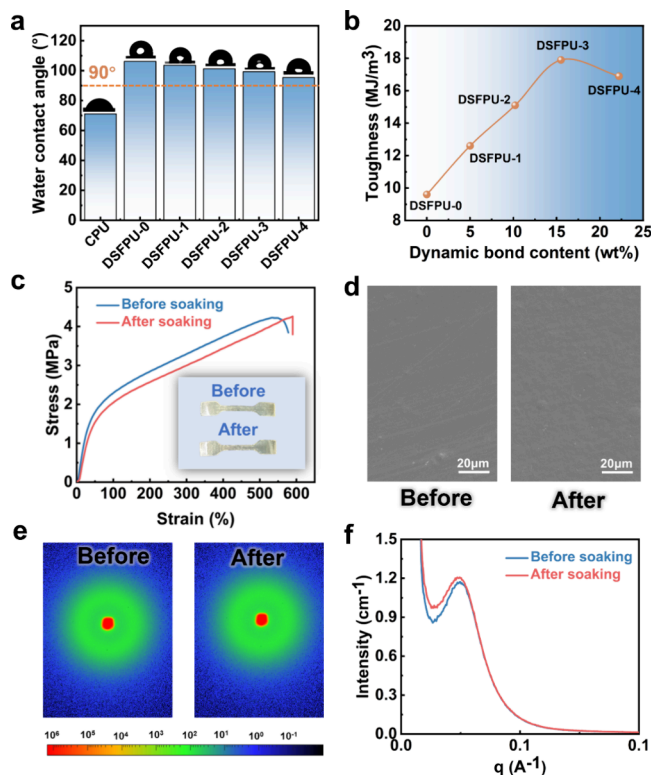 a
Water contact angle (°)
120
100
80
60
40
20
0
90°
CPU
DSFPU-0
DSFPU-1
DSFPU-2
DSFPU-3
DSFPU-4
b
Toughness (MJ/m³)
20
18
16
14
12
10
8
DSFPU-3
DSFPU-4
DSFPU-2
DSFPU-1
DSFPU-0
0 5 10 15 20 25
Dynamic bond content (wt%)
c
Before soaking
After soaking
Stress (MPa)
5
4
3
2
1
0
Before
After
0 100 200 300 400 500 600
Strain (%)
d
20μm
20μm
Before
After
e
Before
After
10⁶ 10⁵ 10⁴ 10³ 10² 10¹ 10⁰ 10⁻¹
f
Before soaking
After soaking
Intensity (cm⁻¹)
1.5
1.2
0.9
0.6
0.3
0.0
0.0 0.1 0.1
q (A⁻¹)